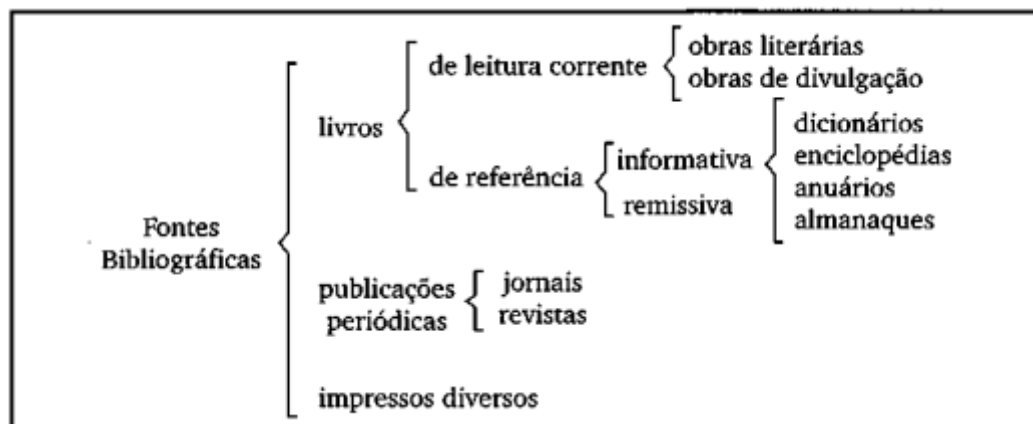 obras literárias
de leitura corrente
obras de divulgação
livros
dicionários
informativa
enciclopédias
de referência
anuários
remissiva
almanaques
Fontes
Bibliográficas
publicações
jornais
periódicas
revistas
impressos diversos